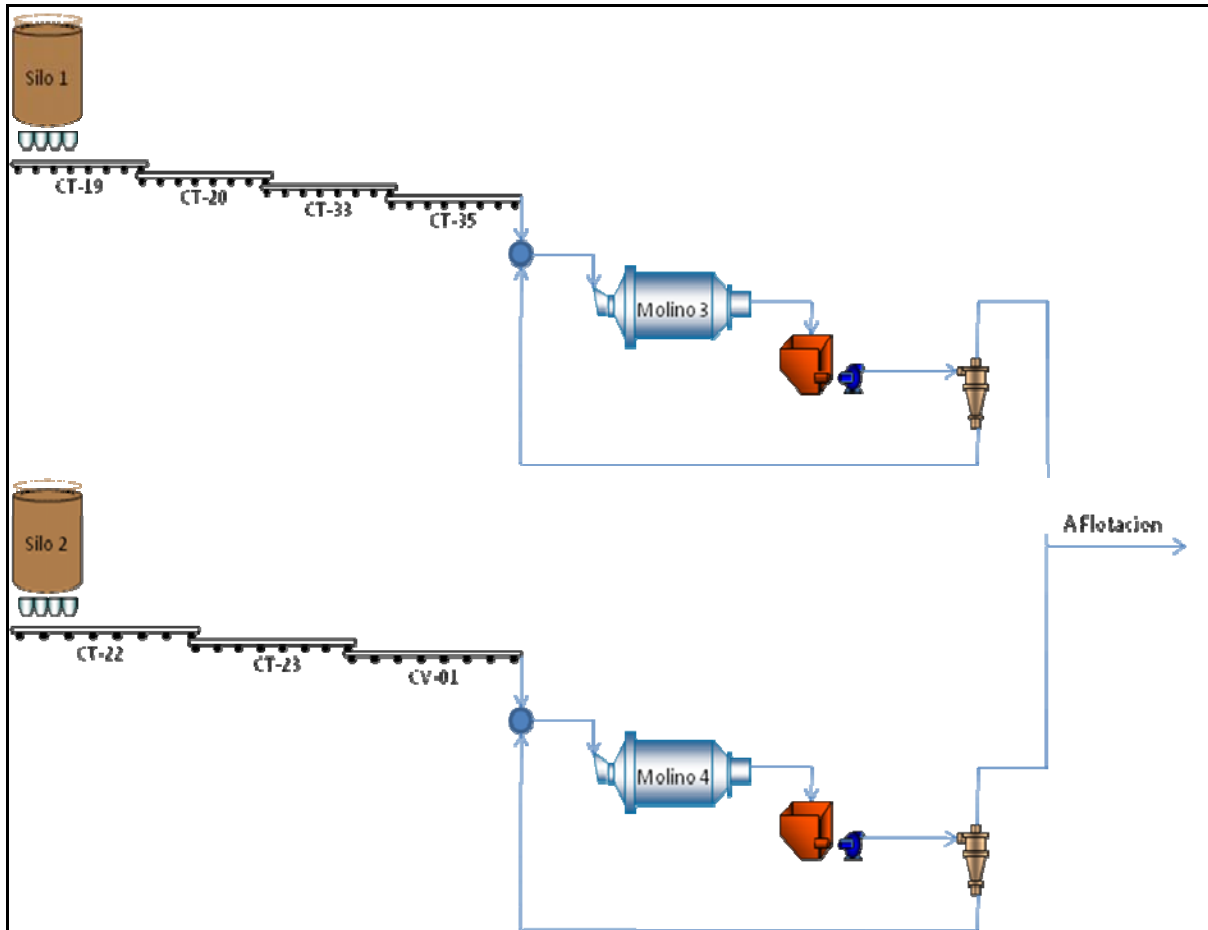 Silo 1
CT-19
CT-20
CT-33
CT-35
Molino 3
Silo 2
A Flotacion
CT-22
CT-23
CV-01
Molino 4